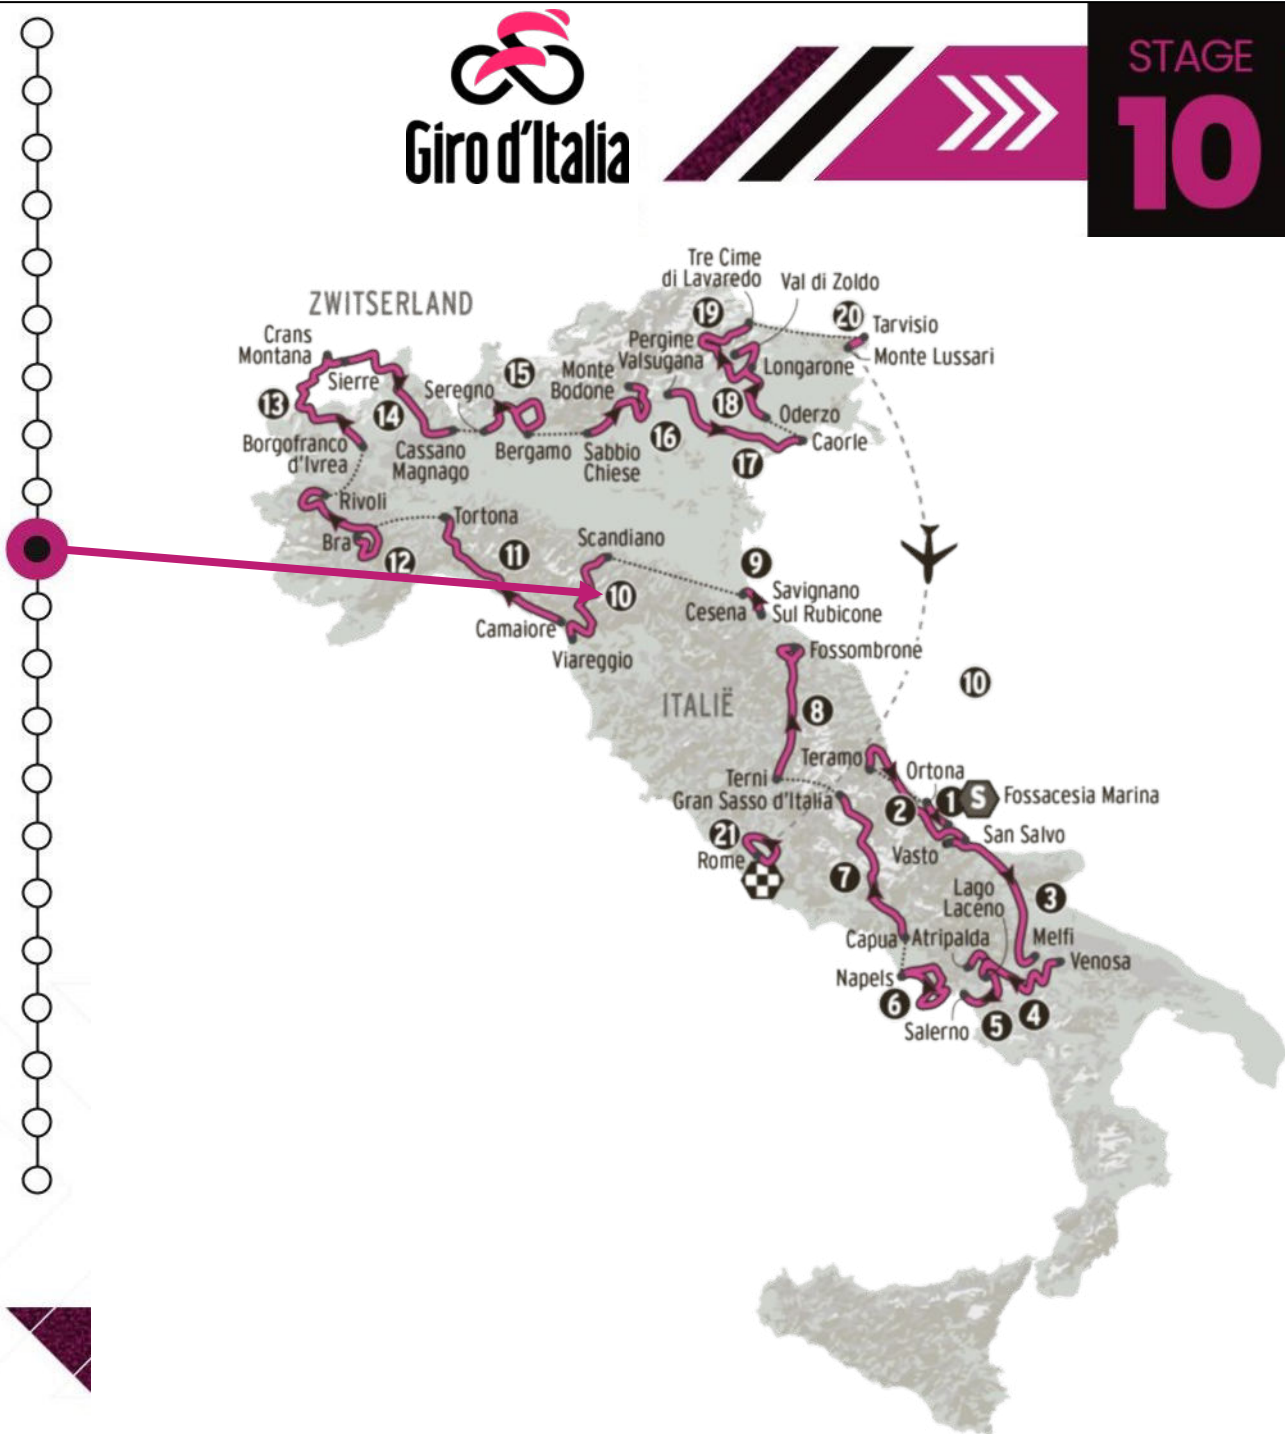 Giro d'Italia
STAGE
10
ZWITSERLAND
Tre Cime
di Lavaredo
Val di Zoldo
19
20
Tarvisio
Monte Lussari
Crans
Montana
Pergine
Valsugana
Longarone
Sierre
Seregno
15
Monte
Bodone
13
14
18
Oderzo
16
Borgofranco
d'Ivrea
Cassano
Magnago
Bergamo
Sabbio
Chiese
17
Caorle
Rivoli
Tortona
Bra
12
11
Scandiano
9
10
Savignano
Sul Rubicone
Cesena
Camaiore
Viareggio
Fossombrone
10
ITALIË
8
Teramo
Ortona
Terni
Gran Sasso d'Italia
2
1
S
Fossacesia Marina
21
Rome
San Salvo
Vasto
7
Lago
Laceno
3
Capua
Atripalda
Melfi
Venosa
Napels
6
Salerno
5
4